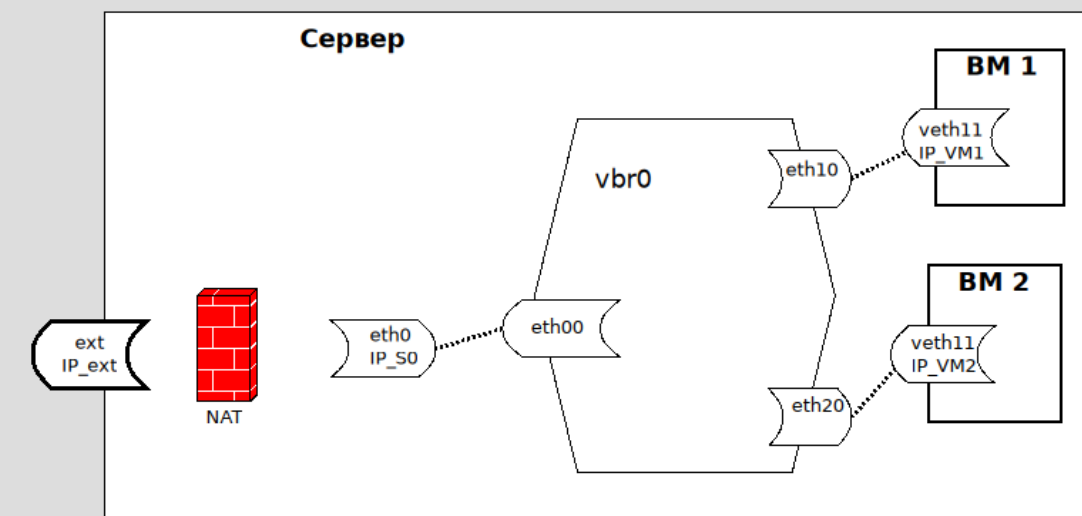 Сервер
ВМ 1
veth11
IP_VM1
eth10
vbr0
ВМ 2
eth00
eth0
IP_S0
ext
IP_ext
veth11
IP_VM2
eth20
NAT